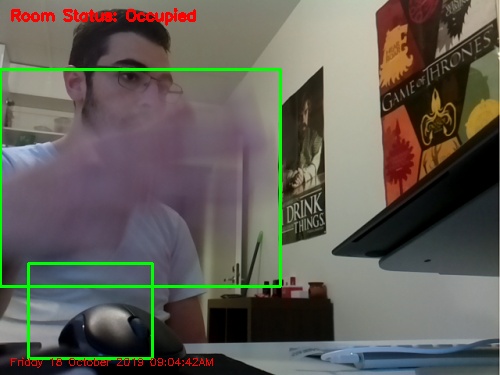 Room Status: Occupied
GAME OF THRONES
I DRINK
THINGS
Friday 18 October 2019 09:04:42AM